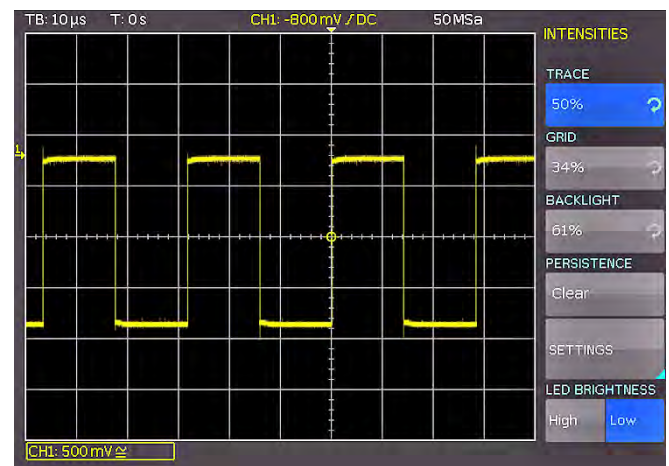 TB: 10 µs T: 0 s CH1: -800 mV / DC 50 MSa
INTENSITIES
TRACE
50%
GRID
34%
BACKLIGHT
61%
PERSISTENCE
Clear
SETTINGS
LED BRIGHTNESS
High Low
1
CH1: 500 mV ≅